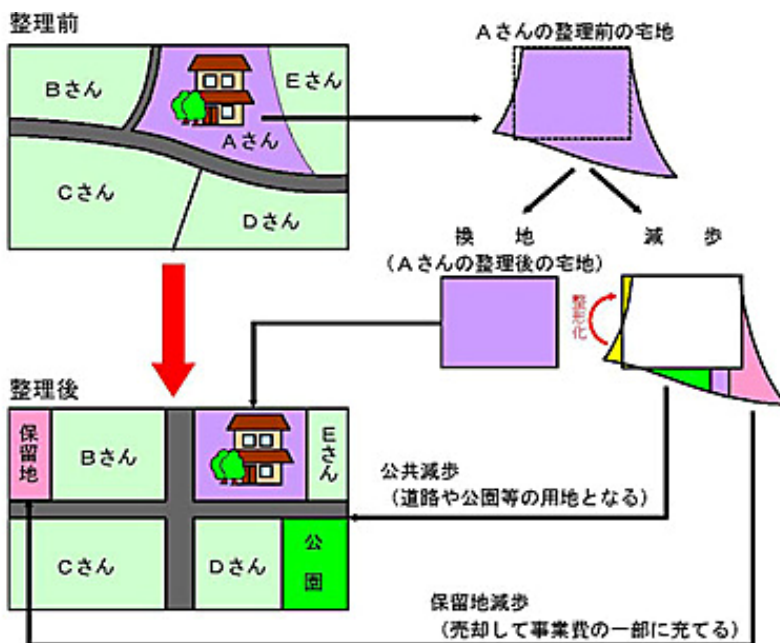 整理前
Bさん
Eさん
Aさん
Cさん
Dさん
Aさんの整理前の宅地
換 地
(Aさんの整理後の宅地)
減 歩
整形化
整理後
保留地
Bさん
Eさん
Cさん
Dさん
公園
公共減歩
(道路や公園等の用地となる)
保留地減歩
(売却して事業費の一部に充てる)